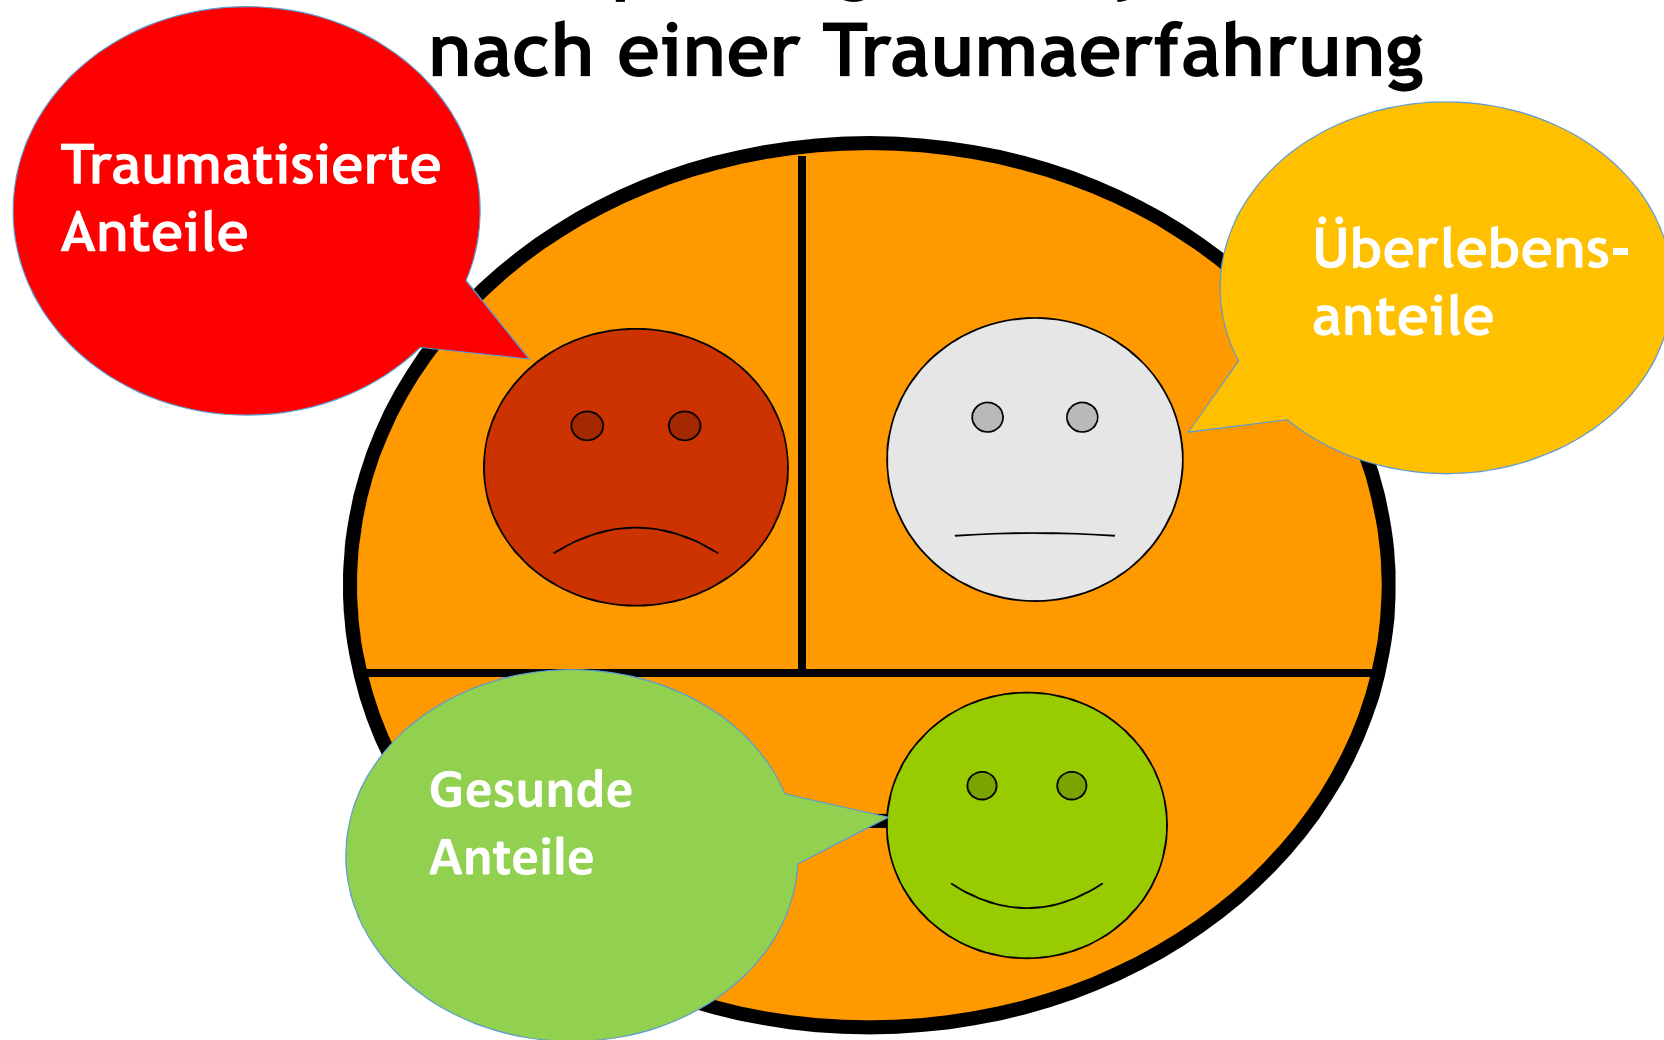 nach einer Traumaerfahrung
Traumatisierte
Anteile
Überlebens-
anteile
Gesunde
Anteile